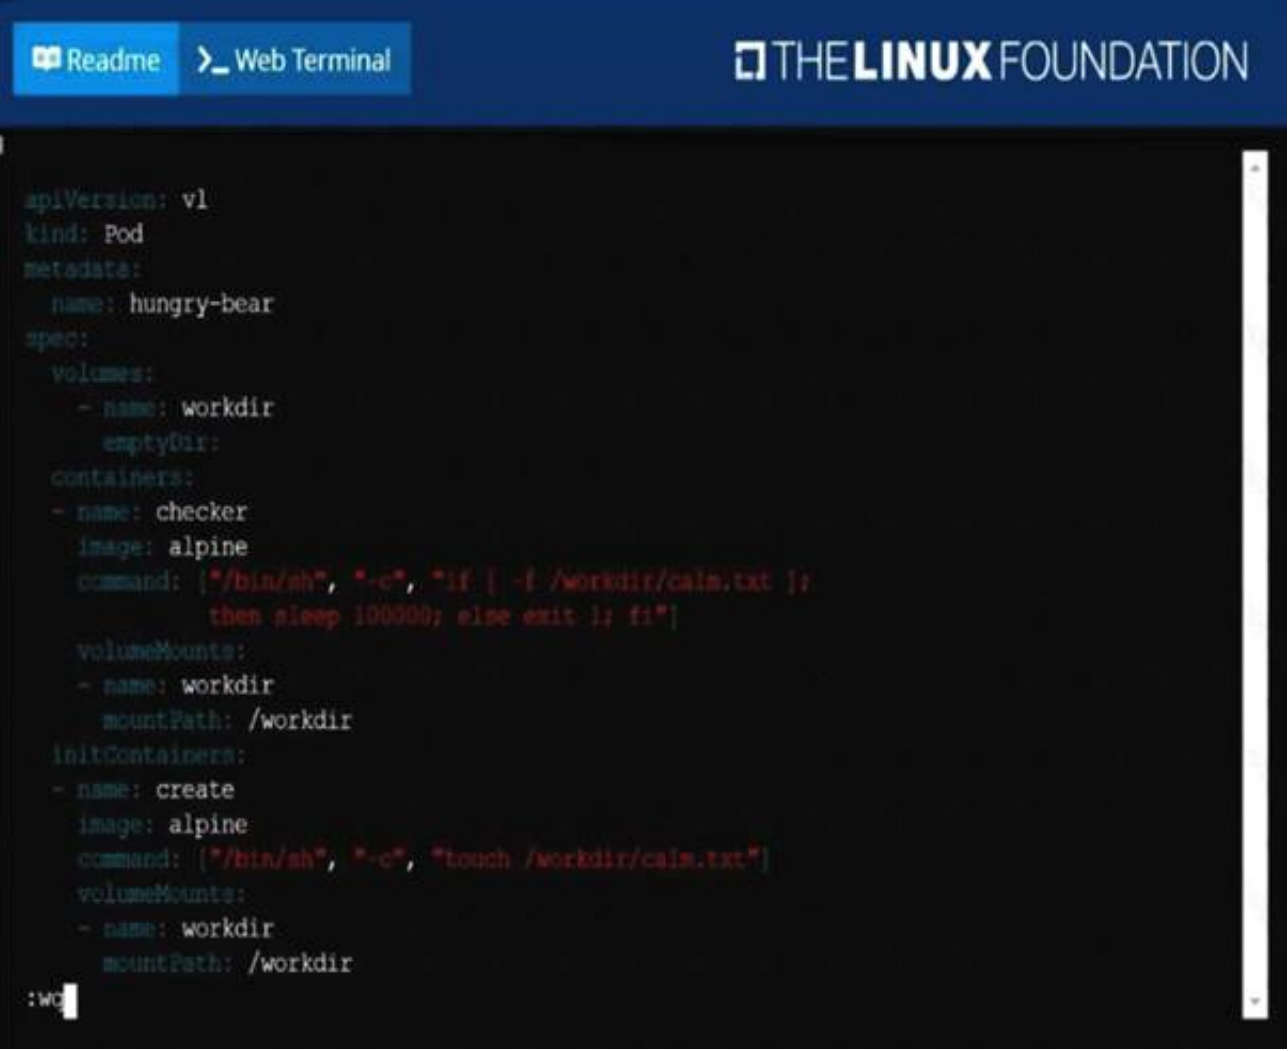 Readme
>_ Web Terminal
THE LINUX FOUNDATION
apiVersion: v1
kind: Pod
metadata:
  name: hungry-bear
spec:
  volumes:
    - name: workdir
      emptyDir:
  containers:
  - name: checker
    image: alpine
    command: ["/bin/sh", "-c", "if [ -f /workdir/calm.txt ];
              then sleep 100000; else exit 1; fi"]
    volumeMounts:
    - name: workdir
      mountPath: /workdir
  initContainers:
  - name: create
    image: alpine
    command: ["/bin/sh", "-c", "touch /workdir/calm.txt"]
    volumeMounts:
    - name: workdir
      mountPath: /workdir
:wq